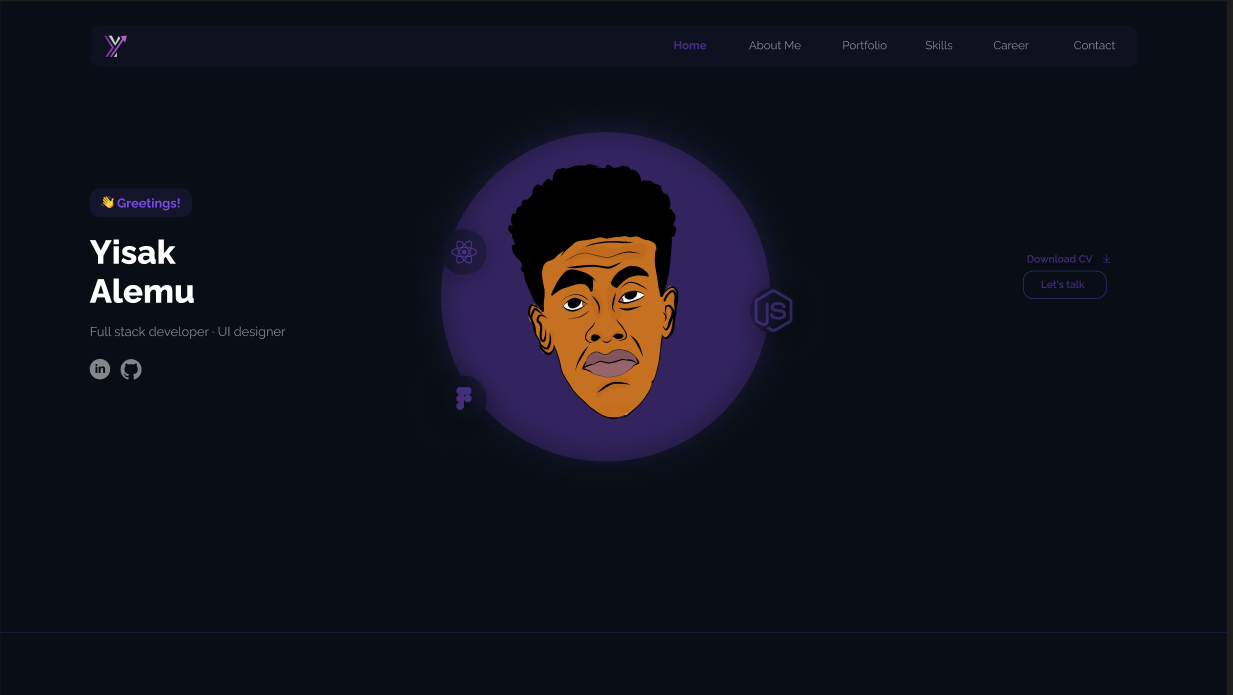 Home About Me Portfolio Skills Career Contact
👋 Greetings!
Yisak
Alemu
Full stack developer · UI designer
in
JS
Download CV
Let's talk